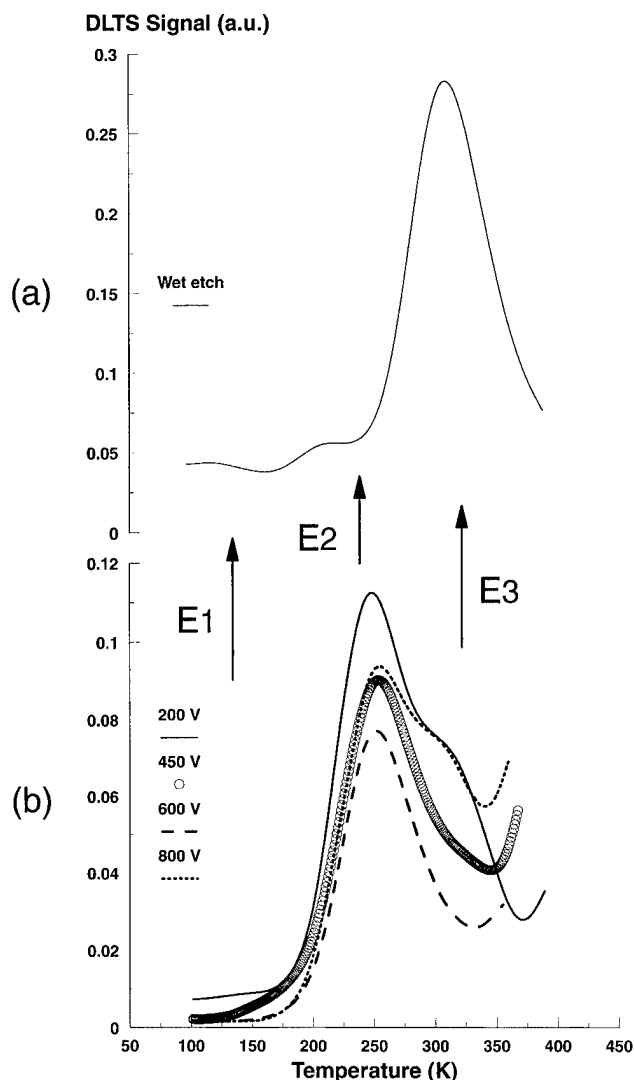 DLTS Signal (a.u.)
0.3
0.25
0.2
0.15
0.1
0.05
0
(a)
Wet etch
E1
E2
E3
0.12
0.1
0.08
0.06
0.04
0.02
0
(b)
200 V
450 V
600 V
800 V
50 100 150 200 250 300 350 400 450
Temperature (K)